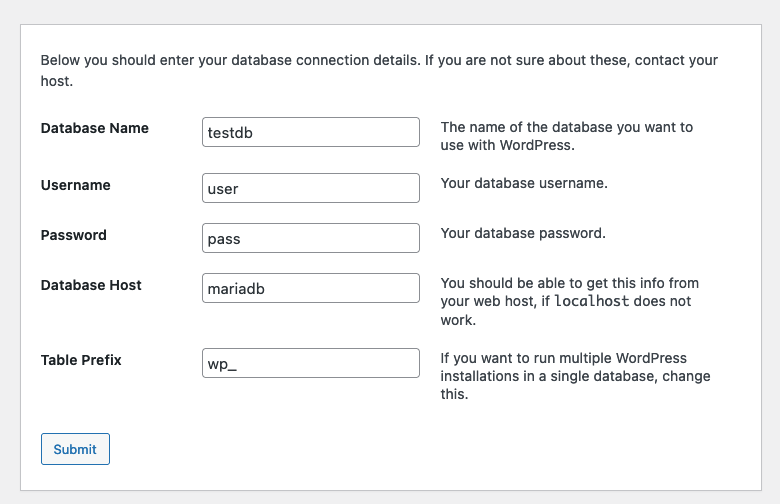 Below you should enter your database connection details. If you are not sure about these, contact your
host.
Database Name
testdb
The name of the database you want to
use with WordPress.
Username
user
Your database username.
Password
pass
Your database password.
Database Host
mariadb
You should be able to get this info from
your web host, if localhost does not
work.
Table Prefix
wp_
If you want to run multiple WordPress
installations in a single database, change
this.
Submit